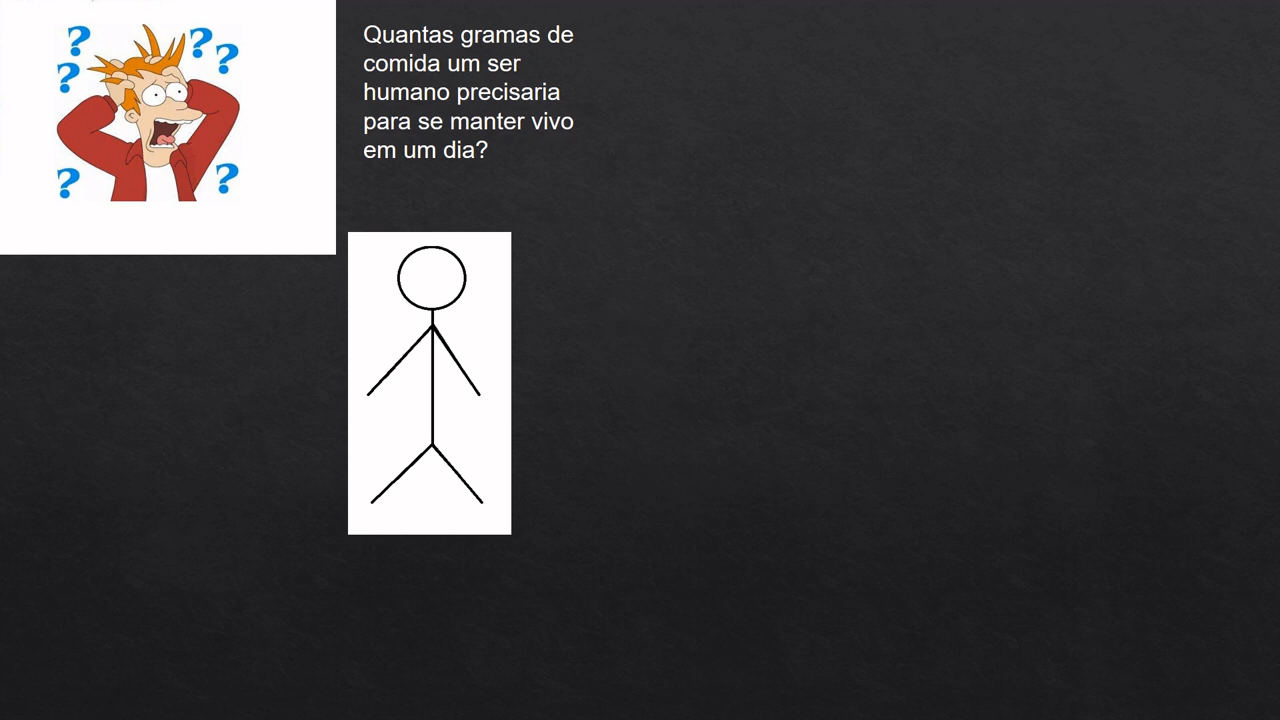 ?
?
?
?
?
?
Quantas gramas de
comida um ser
humano precisaria
para se manter vivo
em um dia?